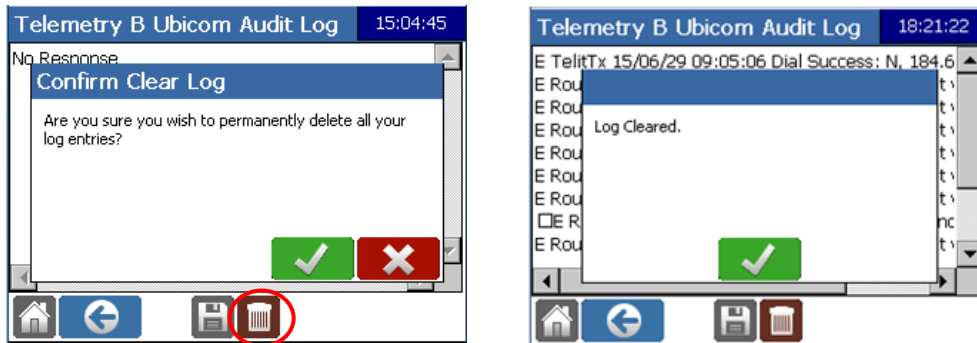 Telemetry B Ubicom Audit Log 15:04:45
No Response
Confirm Clear Log
Are you sure you wish to permanently delete all your
log entries?
Telemetry B Ubicom Audit Log 18:21:22
E TelitTx 15/06/29 09:05:06 Dial Success: N, 184.6
E Rou
E Rou
E Rou
E Rou
E Rou
E Rou
E R
E Rou
Log Cleared.